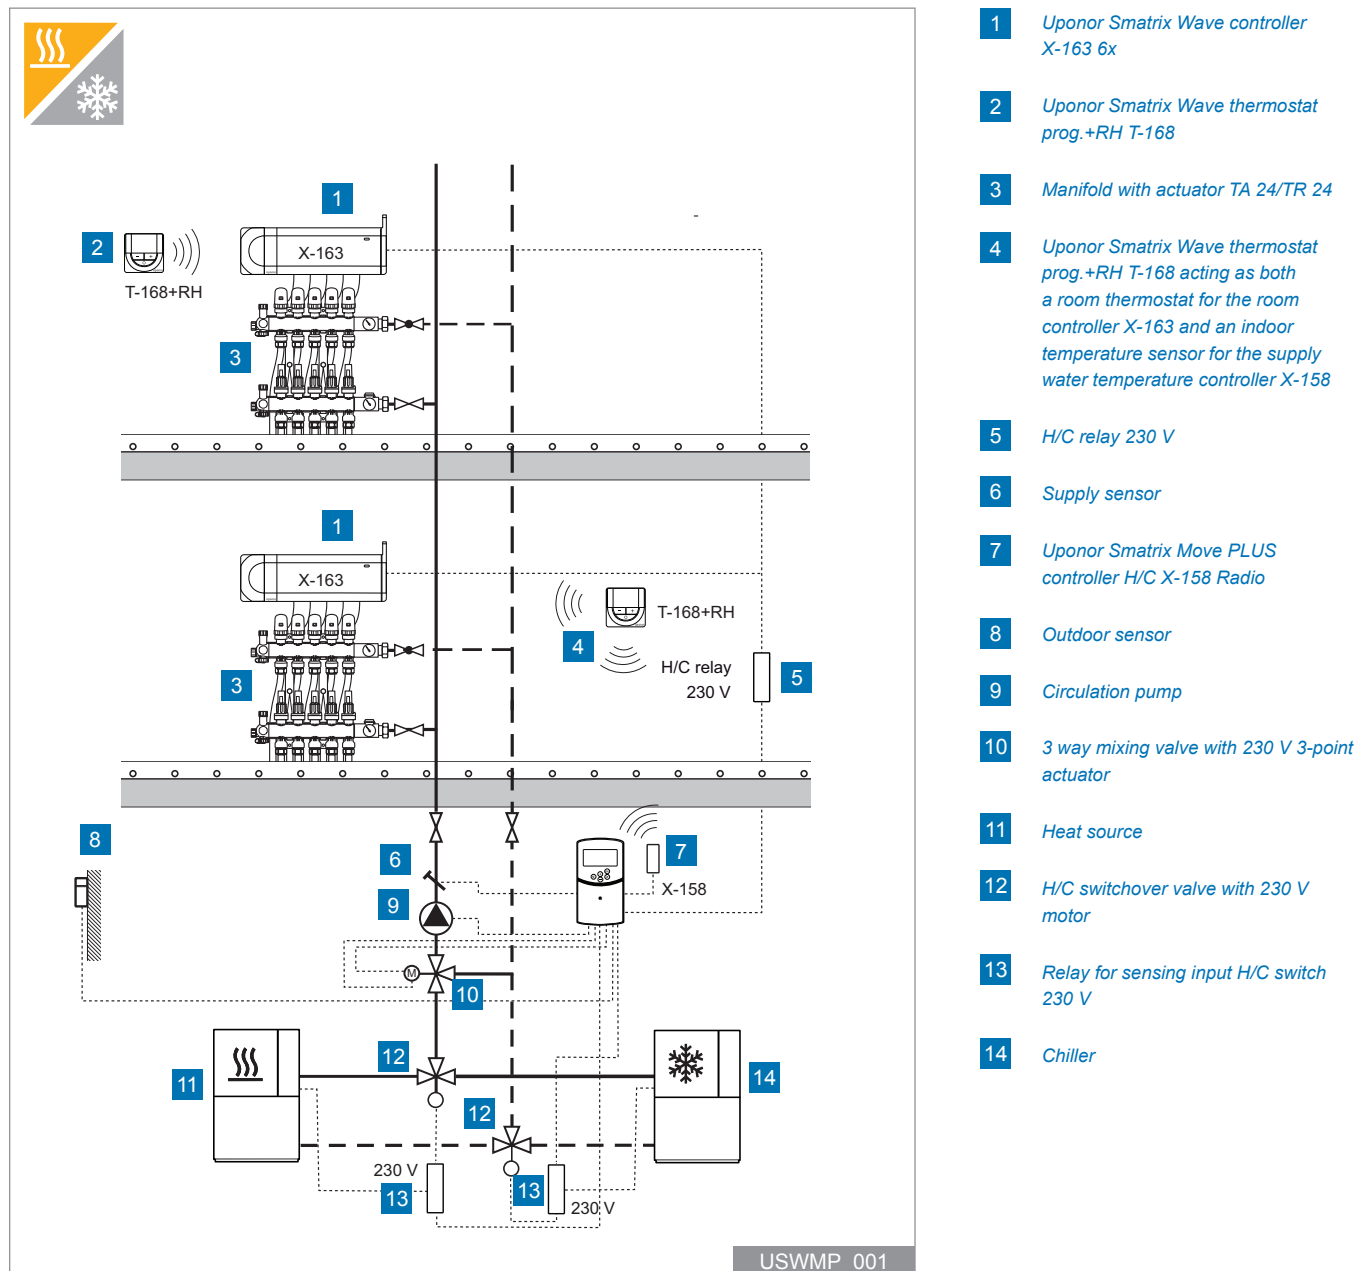 1
X-163
2
T-168+RH
3
1
X-163
T-168+RH
4
H/C relay
230 V
5
3
8
6
7
X-158
9
M
10
12
11
14
12
230 V
13
13
230 V
USWMP_001
1
Uponor Smatrix Wave controller
X-163 6x
2
Uponor Smatrix Wave thermostat
prog.+RH T-168
3
Manifold with actuator TA 24/TR 24
4
Uponor Smatrix Wave thermostat
prog.+RH T-168 acting as both
a room thermostat for the room
controller X-163 and an indoor
temperature sensor for the supply
water temperature controller X-158
5
H/C relay 230 V
6
Supply sensor
7
Uponor Smatrix Move PLUS
controller H/C X-158 Radio
8
Outdoor sensor
9
Circulation pump
10
3 way mixing valve with 230 V 3-point
actuator
11
Heat source
12
H/C switchover valve with 230 V
motor
13
Relay for sensing input H/C switch
230 V
14
Chiller